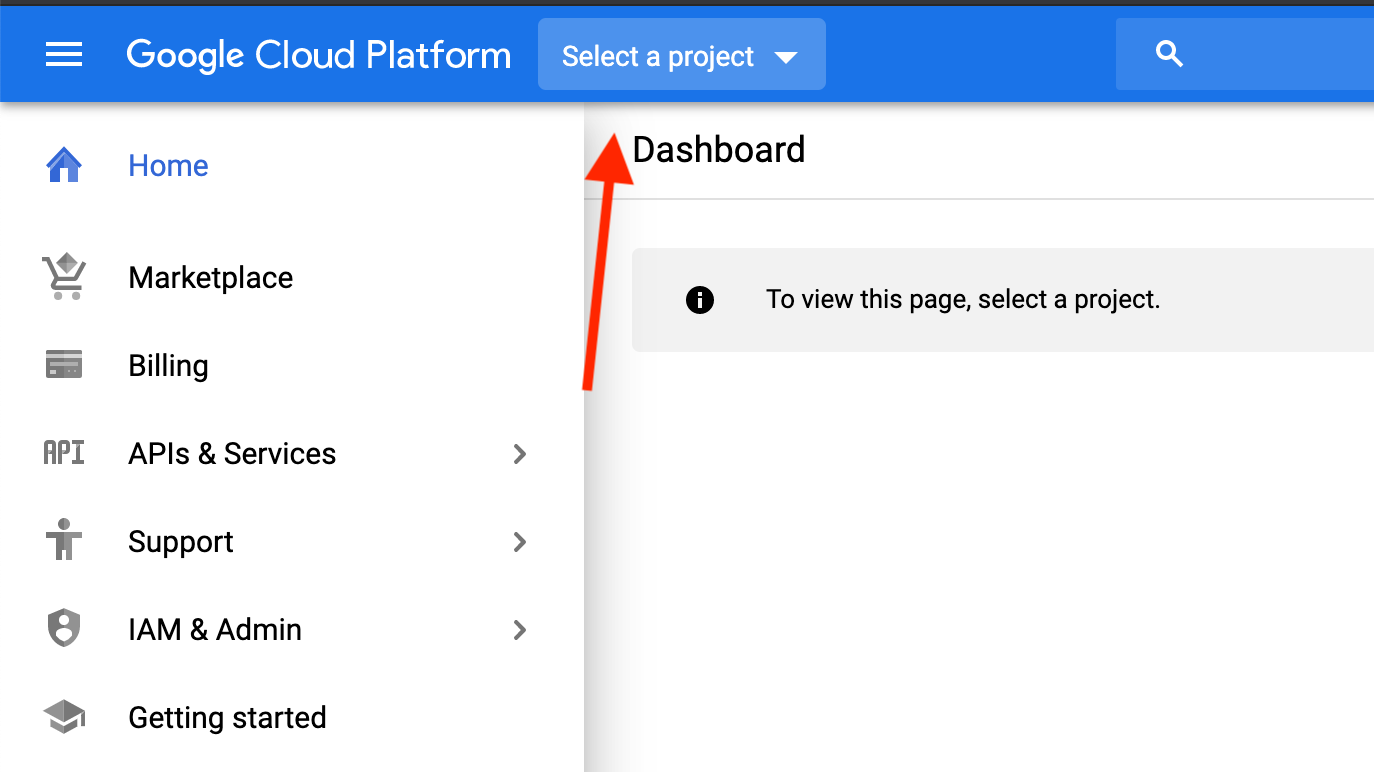 Google Cloud Platform
Select a project
Home
Dashboard
Marketplace
To view this page, select a project.
Billing
API
APIs & Services
Support
IAM & Admin
Getting started